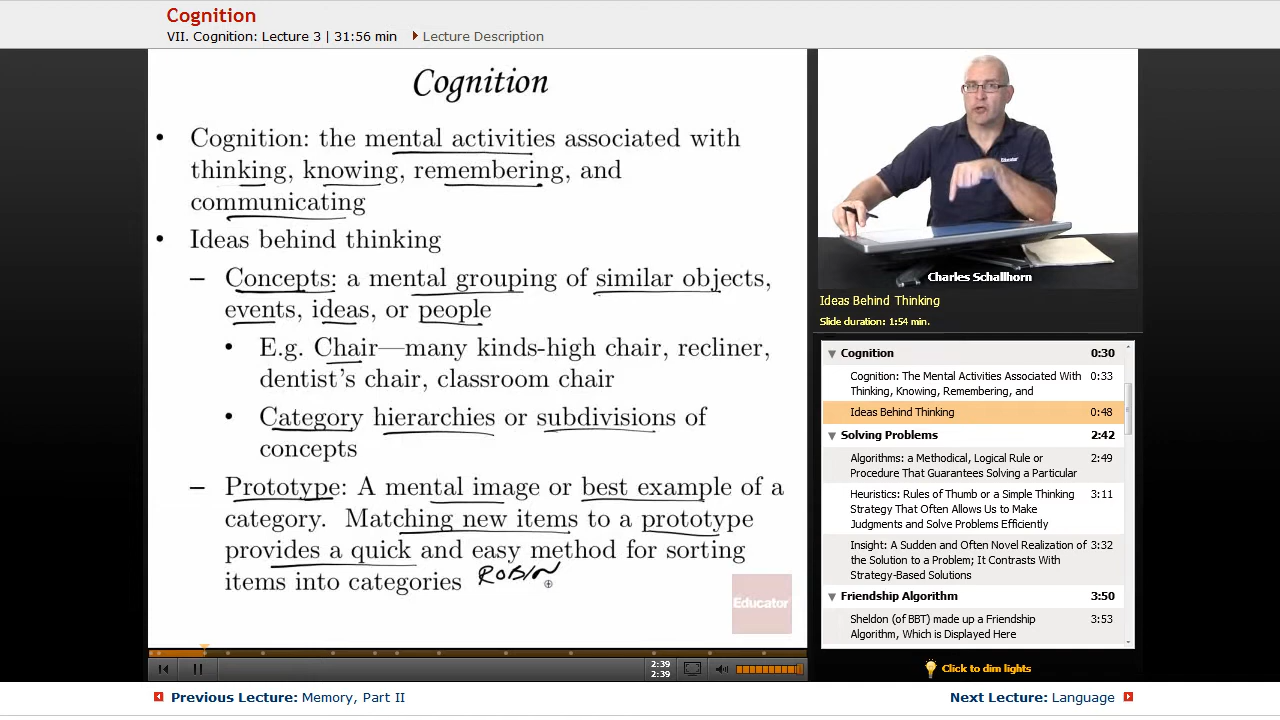 Cognition
VII. Cognition: Lecture 3 | 31:56 min
Lecture Description
Cognition
• Cognition: the mental activities associated with
thinking, knowing, remembering, and
communicating
• Ideas behind thinking
– Concepts: a mental grouping of similar objects,
events, ideas, or people
• E.g. Chair—many kinds-high chair, recliner,
dentist's chair, classroom chair
• Category hierarchies or subdivisions of
concepts
– Prototype: A mental image or best example of a
category. Matching new items to a prototype
provides a quick and easy method for sorting
items into categories ROBIN
Educator
Educator
Charles Schallhorn
Ideas Behind Thinking
Slide duration: 1:54 min.
Cognition 0:30
Cognition: The Mental Activities Associated With 0:33
Thinking, Knowing, Remembering, and
Ideas Behind Thinking 0:48
Solving Problems 2:42
Algorithms: a Methodical, Logical Rule or 2:49
Procedure That Guarantees Solving a Particular
Heuristics: Rules of Thumb or a Simple Thinking 3:11
Strategy That Often Allows Us to Make
Judgments and Solve Problems Efficiently
Insight: A Sudden and Often Novel Realization of 3:32
the Solution to a Problem; It Contrasts With
Strategy-Based Solutions
Friendship Algorithm 3:50
Sheldon (of BBT) made up a Friendship 3:53
Algorithm, Which is Displayed Here
2:39
2:39
Click to dim lights
Previous Lecture: Memory, Part II
Next Lecture: Language